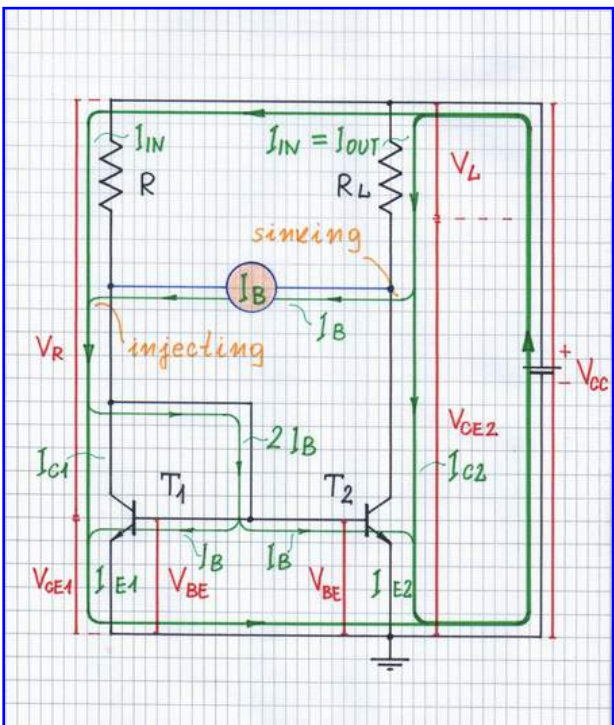 I_IN
I_IN = I_OUT
V_L
R
R_L
sinking
I_B
I_B
V_R
injecting
+
−
V_CC
V_CE2
2 I_B
I_C1
I_C2
T_1
T_2
I_B
I_B
V_CE1
I_E1
V_BE
V_BE
I_E2